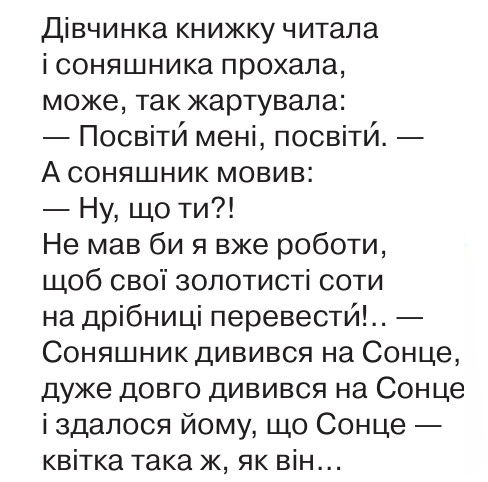 Дівчинка книжку читала
і соняшника прохала,
може, так жартувала:
— Посвіти́ мені, посвіти́. —
А соняшник мовив:
— Ну, що ти?!
Не мав би я вже роботи,
щоб свої золотисті соти
на дрібниці перевести́!.. —
Соняшник дивився на Сонце,
дуже довго дивився на Сонце
і здалося йому, що Сонце —
квітка така ж, як він...